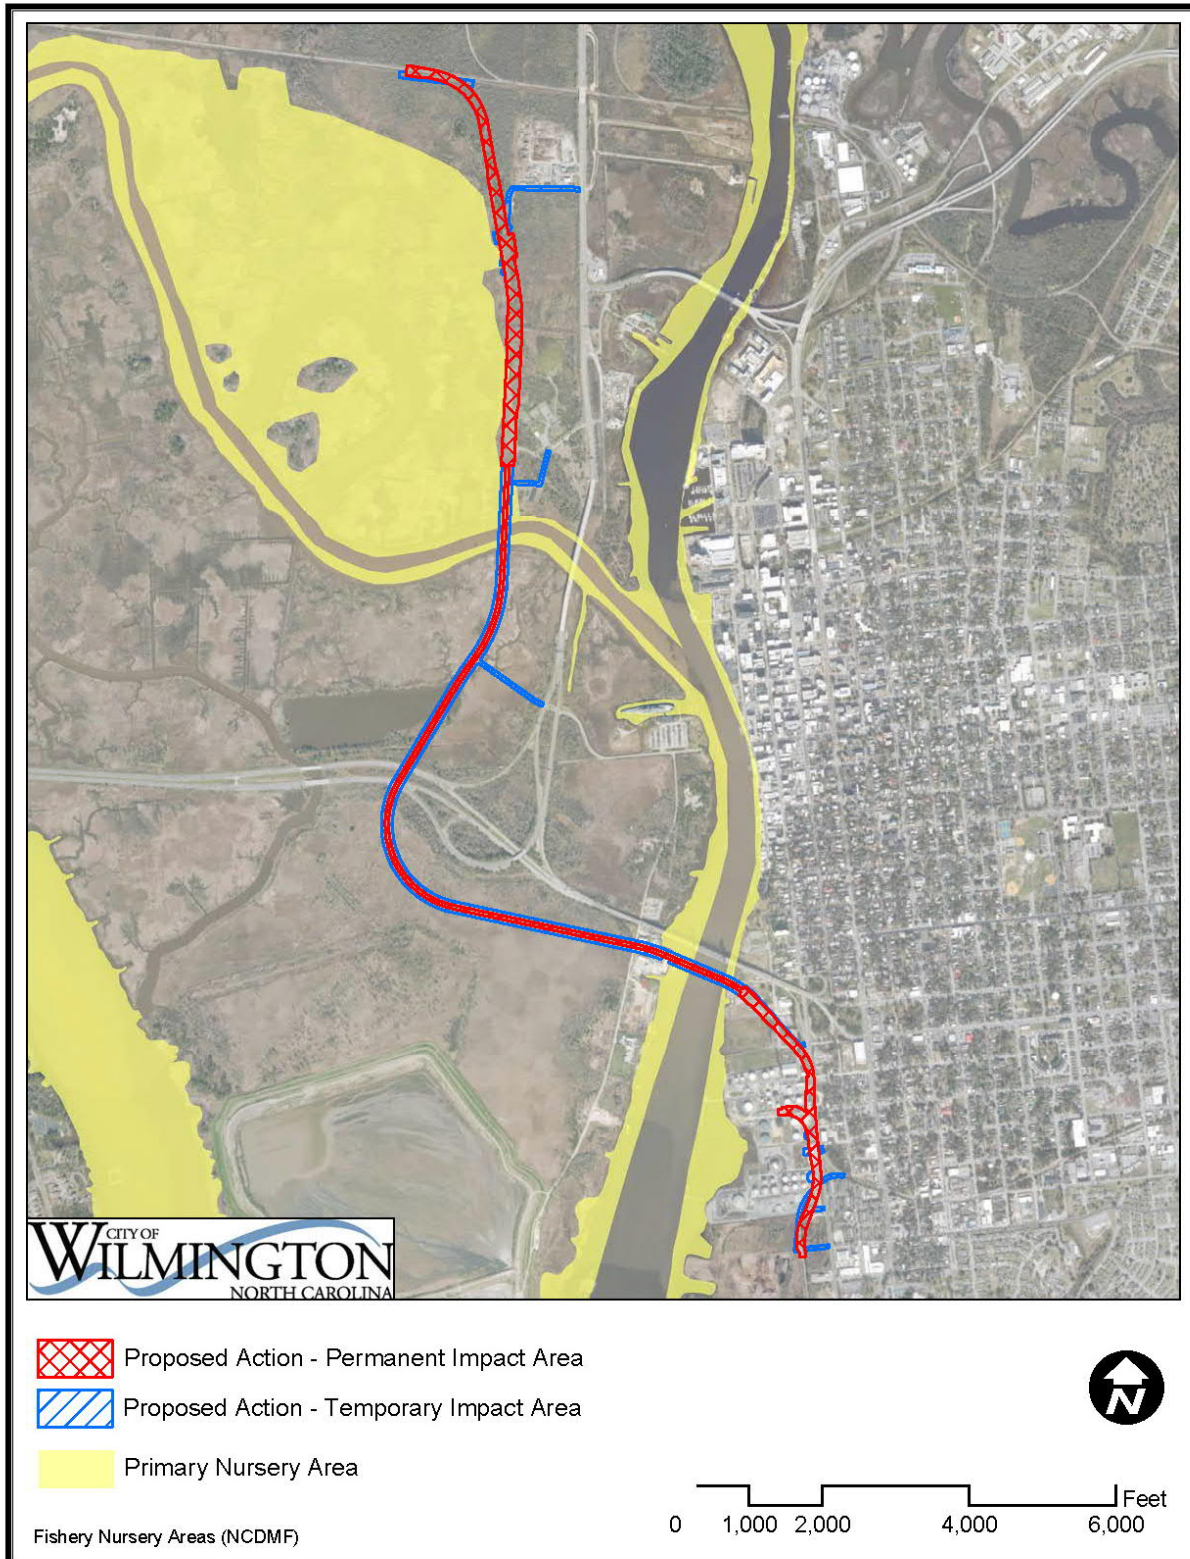 CITY OF
WILMINGTON
NORTH CAROLINA
Proposed Action - Permanent Impact Area
Proposed Action - Temporary Impact Area
Primary Nursery Area
Fishery Nursery Areas (NCDMF)
N
Feet
0 1,000 2,000 4,000 6,000